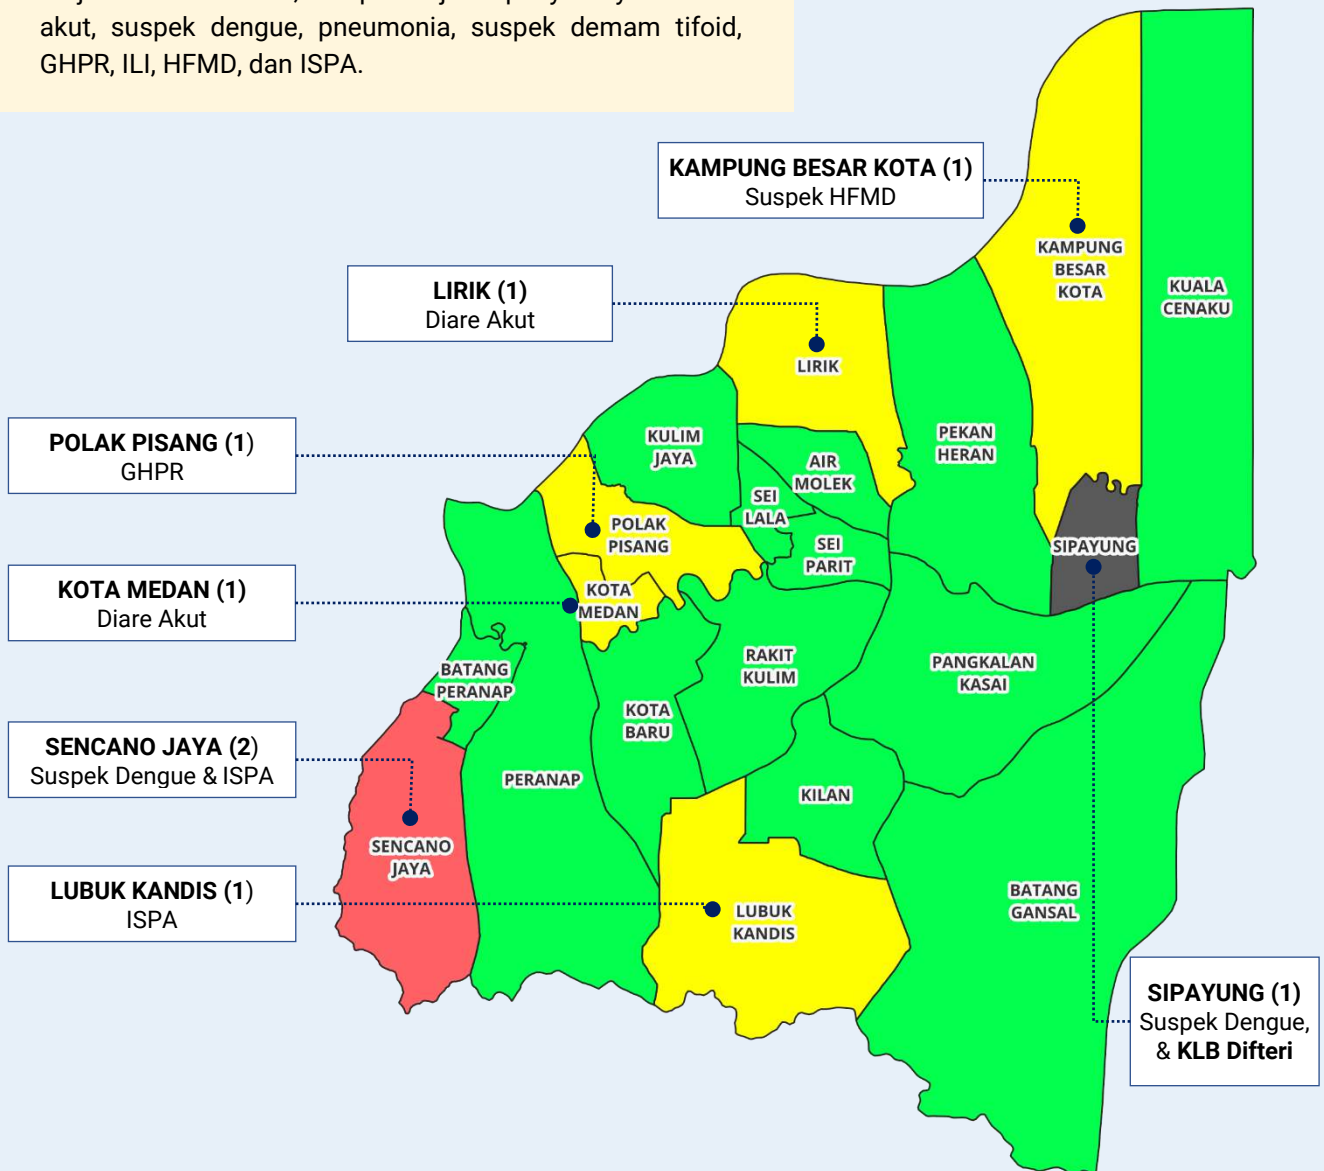 akut, suspek dengue, pneumonia, suspek demam tifoid,
GHPR, ILI, HFMD, dan ISPA.
KAMPUNG BESAR KOTA (1)
Suspek HFMD
LIRIK (1)
Diare Akut
POLAK PISANG (1)
GHPR
KOTA MEDAN (1)
Diare Akut
SENCANO JAYA (2)
Suspek Dengue & ISPA
LUBUK KANDIS (1)
ISPA
SIPAYUNG (1)
Suspek Dengue,
& KLB Difteri
KAMPUNG
BESAR
KOTA
KUALA
CENAKU
LIRIK
KULIM
JAYA
AIR
MOLEK
PEKAN
HERAN
SEI
LALA
POLAK
PISANG
SEI
PARIT
SIPAYUNG
KOTA
MEDAN
BATANG
PERANAP
RAKIT
KULIM
PANGKALAN
KASAI
KOTA
BARU
PERANAP
KILAN
SENCANO
JAYA
LUBUK
KANDIS
BATANG
GANSAL